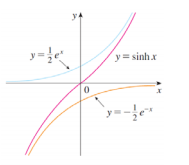 y
y = 1/2 e^x
y = sinh x
0
x
y = −1/2 e^−x